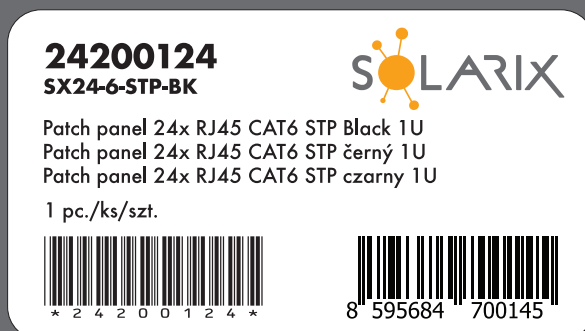 24200124
SX24-6-STP-BK
SOLARIX
Patch panel 24x RJ45 CAT6 STP Black 1U
Patch panel 24x RJ45 CAT6 STP černý 1U
Patch panel 24x RJ45 CAT6 STP czarny 1U
1 pc./ks/szt.
*24200124*
8 595684 700145